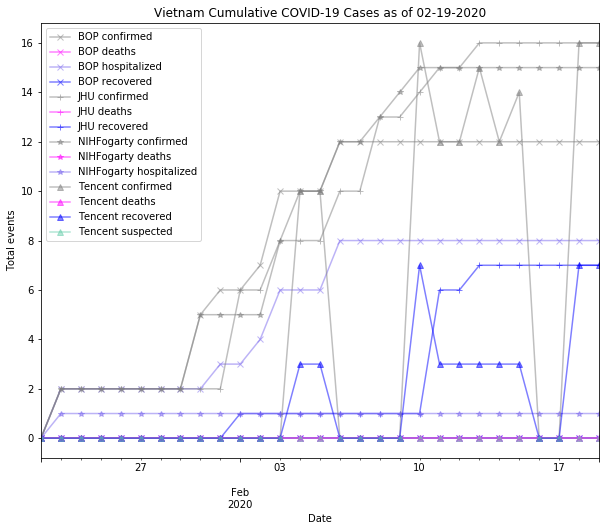 Vietnam Cumulative COVID-19 Cases as of 02-19-2020
BOP confirmed
BOP deaths
BOP hospitalized
BOP recovered
JHU confirmed
JHU deaths
JHU recovered
NIHFogarty confirmed
NIHFogarty deaths
NIHFogarty hospitalized
Tencent confirmed
Tencent deaths
Tencent recovered
Tencent suspected
Total events
16
14
12
10
8
6
4
2
0
27
03
10
17
Feb
2020
Date